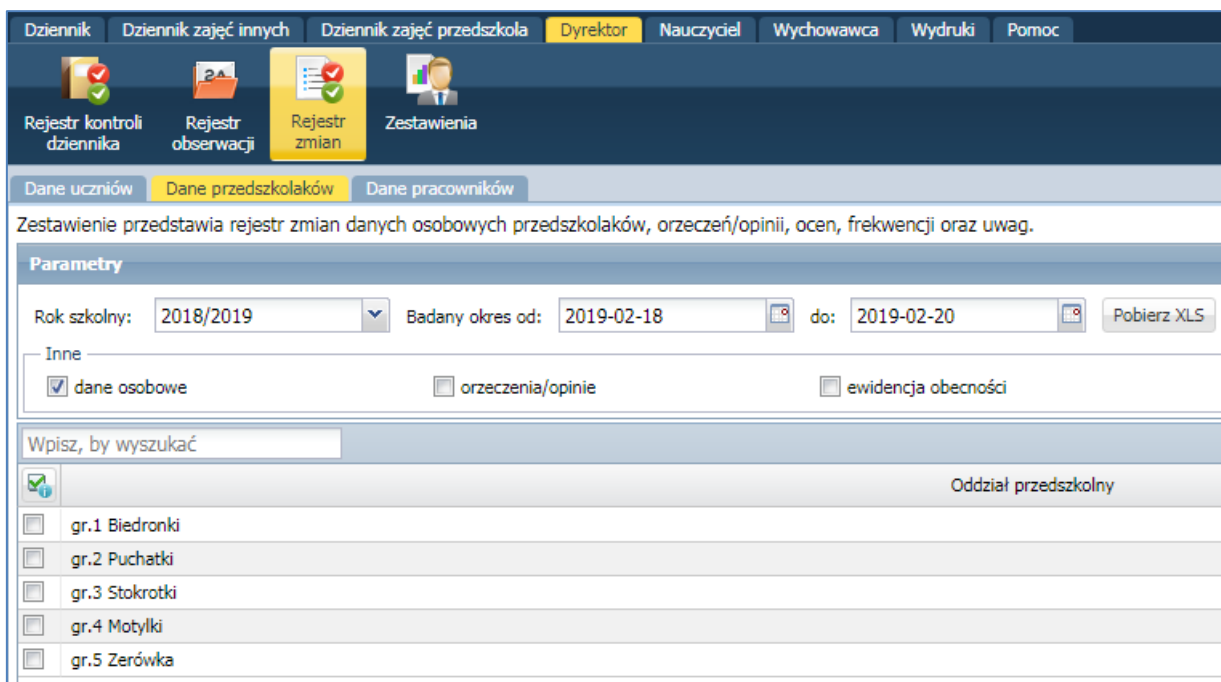 Dziennik Dziennik zajęć innych Dziennik zajęć przedszkola Dyrektor Nauczyciel Wychowawca Wydruki Pomoc
Rejestr kontroli dziennika
Rejestr obserwacji
Rejestr zmian
Zestawienia
Dane uczniów Dane przedszkolaków Dane pracowników
Zestawienie przedstawia rejestr zmian danych osobowych przedszkolaków, orzeczeń/opinii, ocen, frekwencji oraz uwag.
Parametry
Rok szkolny: 2018/2019 Badany okres od: 2019-02-18 do: 2019-02-20 Pobierz XLS
Inne
dane osobowe orzeczenia/opinie ewidencja obecności
Wpisz, by wyszukać
Oddział przedszkolny
gr.1 Biedronki
gr.2 Puchatki
gr.3 Stokrotki
gr.4 Motylki
gr.5 Zerówka